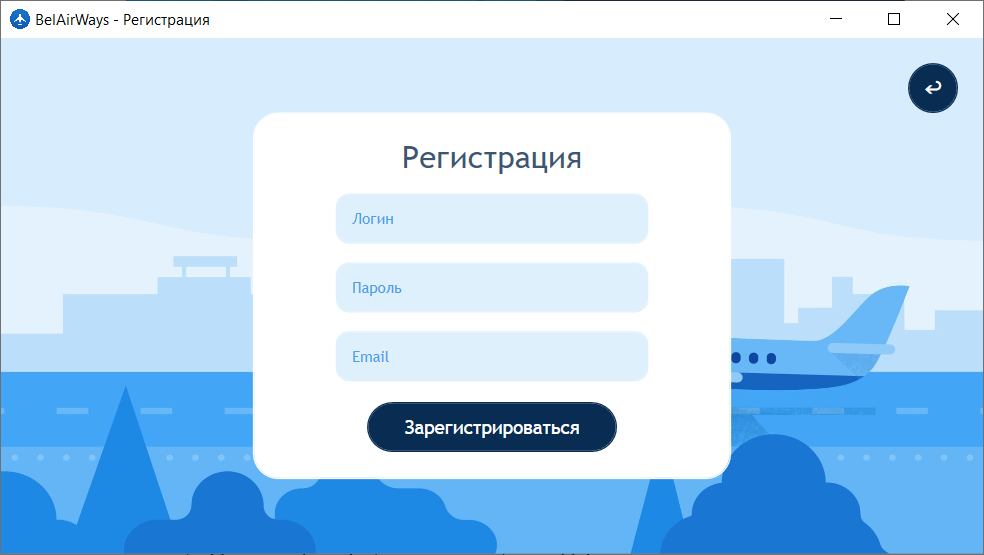 BelAirWays - Регистрация
Регистрация
Логин
Пароль
Email
Зарегистрироваться